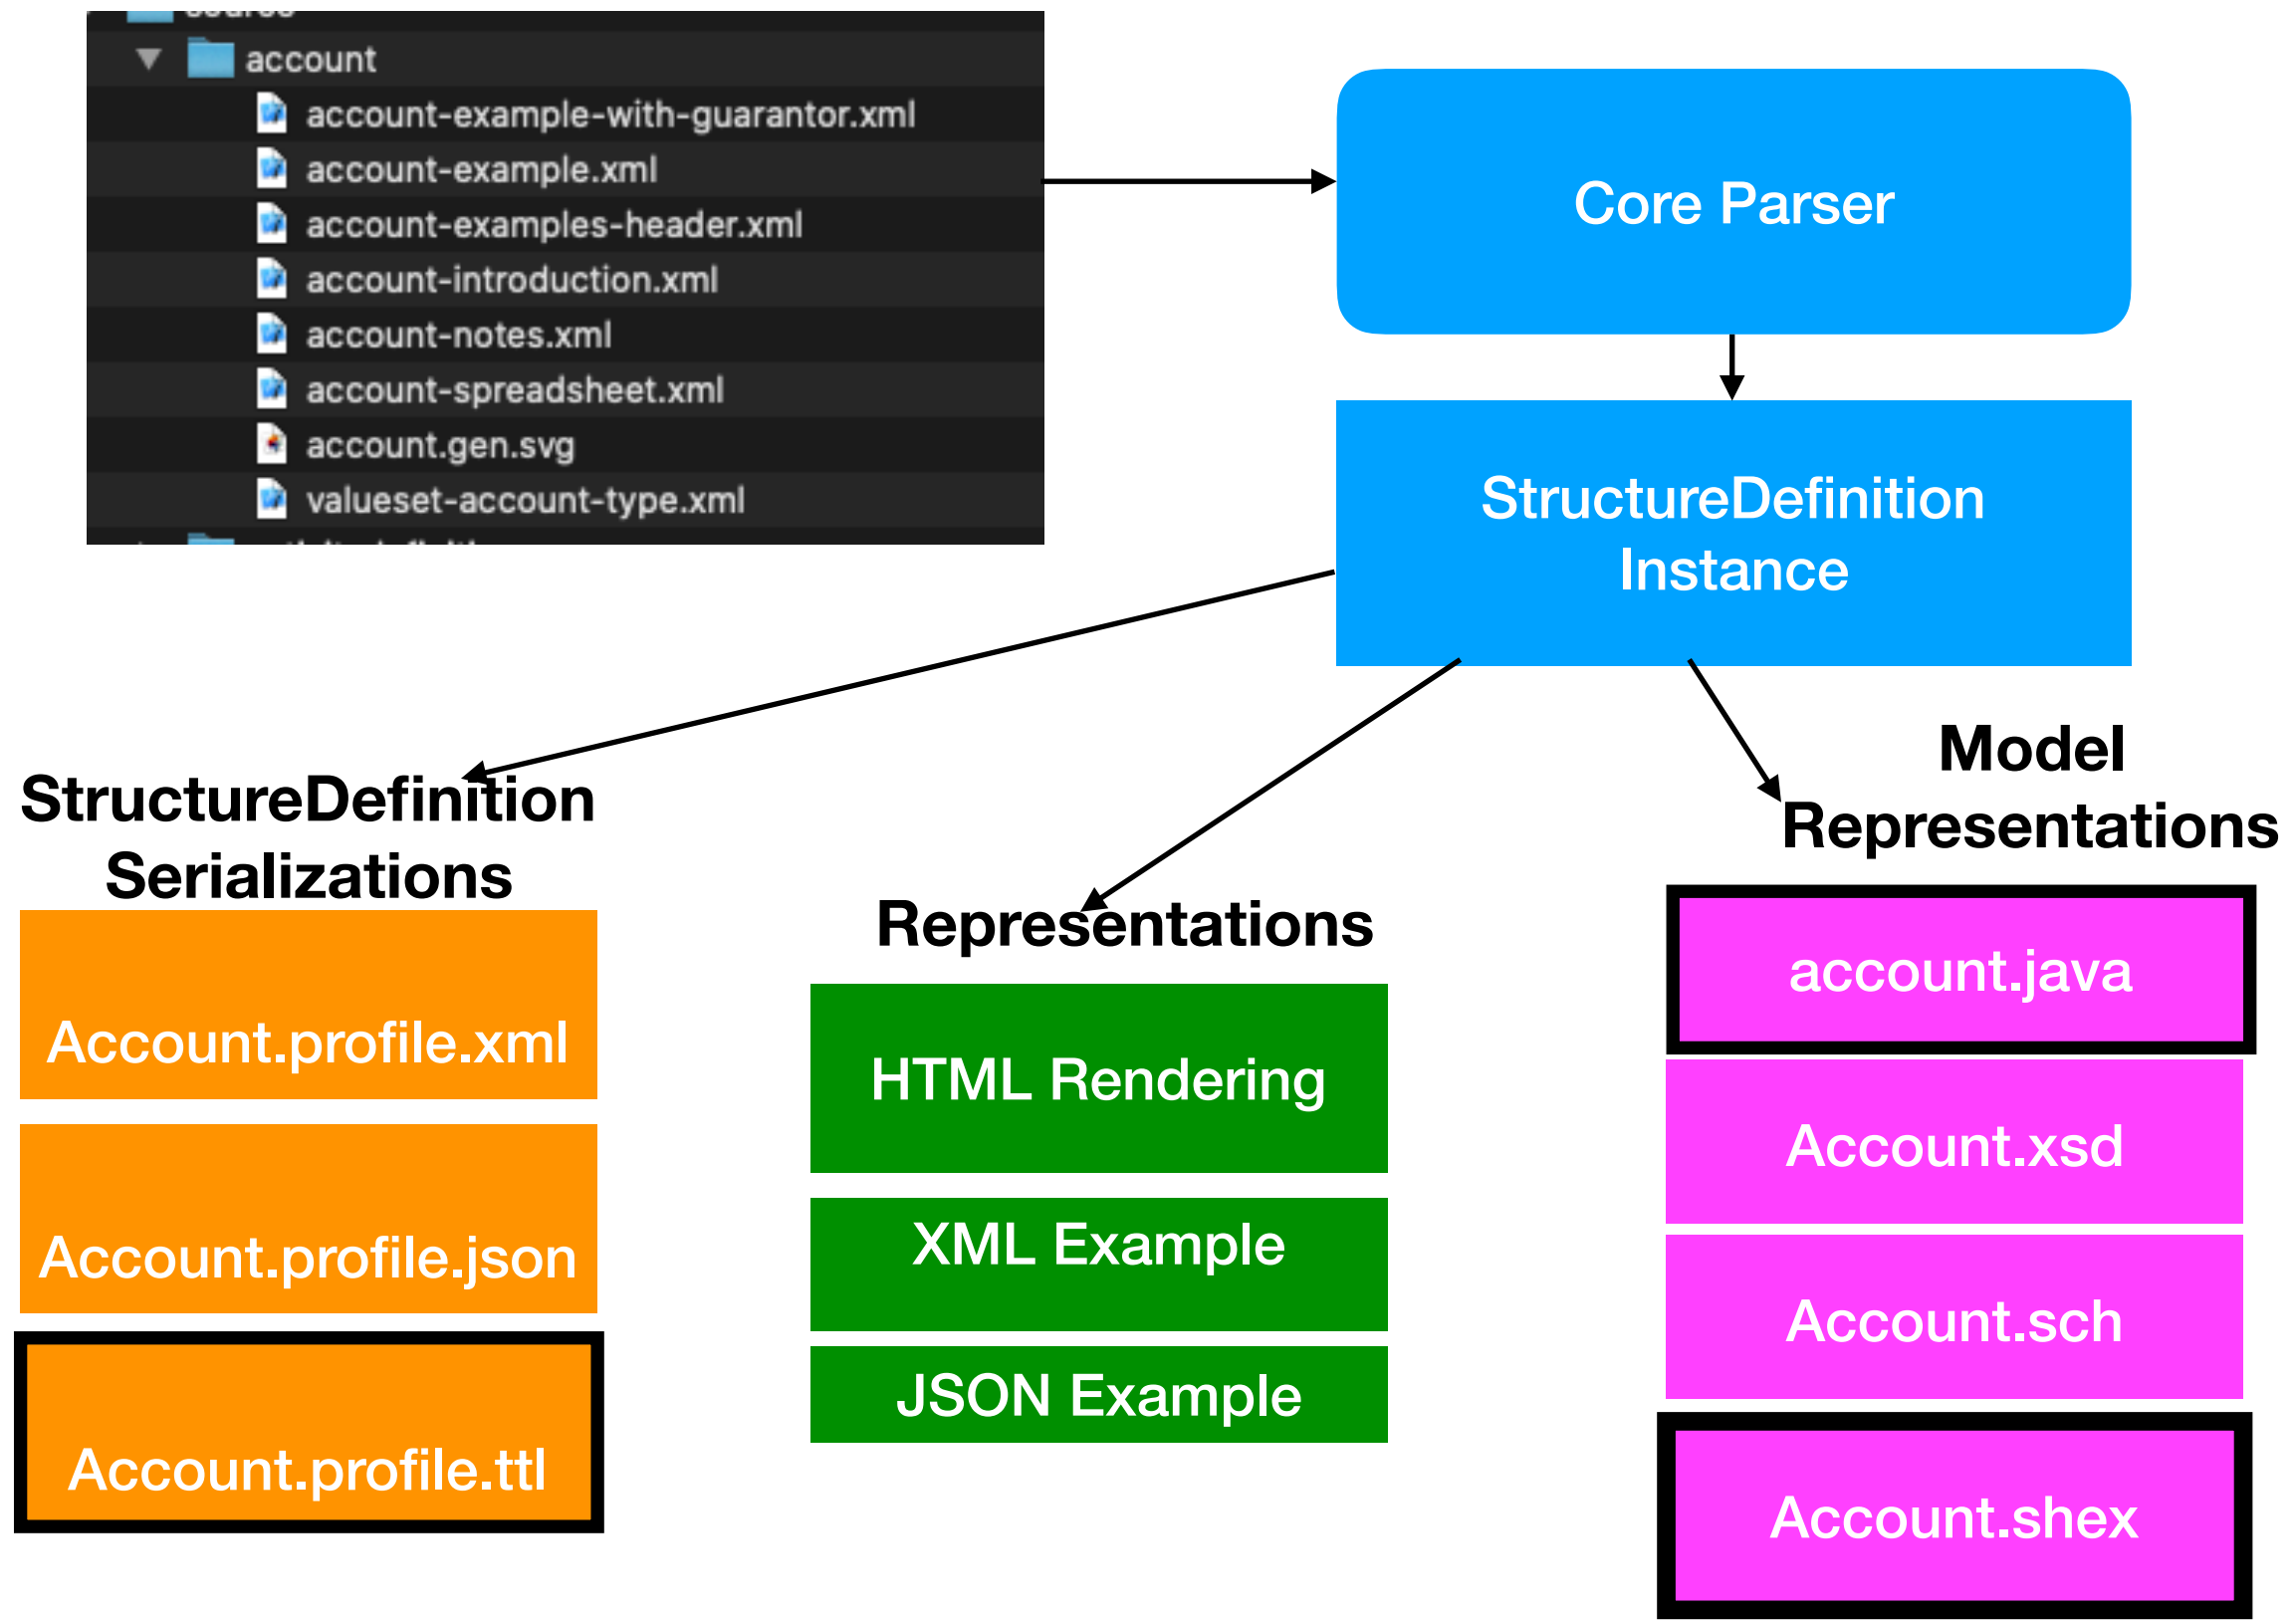 account
account-example-with-guarantor.xml
account-example.xml
account-examples-header.xml
account-introduction.xml
account-notes.xml
account-spreadsheet.xml
account.gen.svg
valueset-account-type.xml
Core Parser
StructureDefinition
Instance
StructureDefinition
Serializations
Account.profile.xml
Account.profile.json
Account.profile.ttl
Representations
HTML Rendering
XML Example
JSON Example
Model
Representations
account.java
Account.xsd
Account.sch
Account.shex